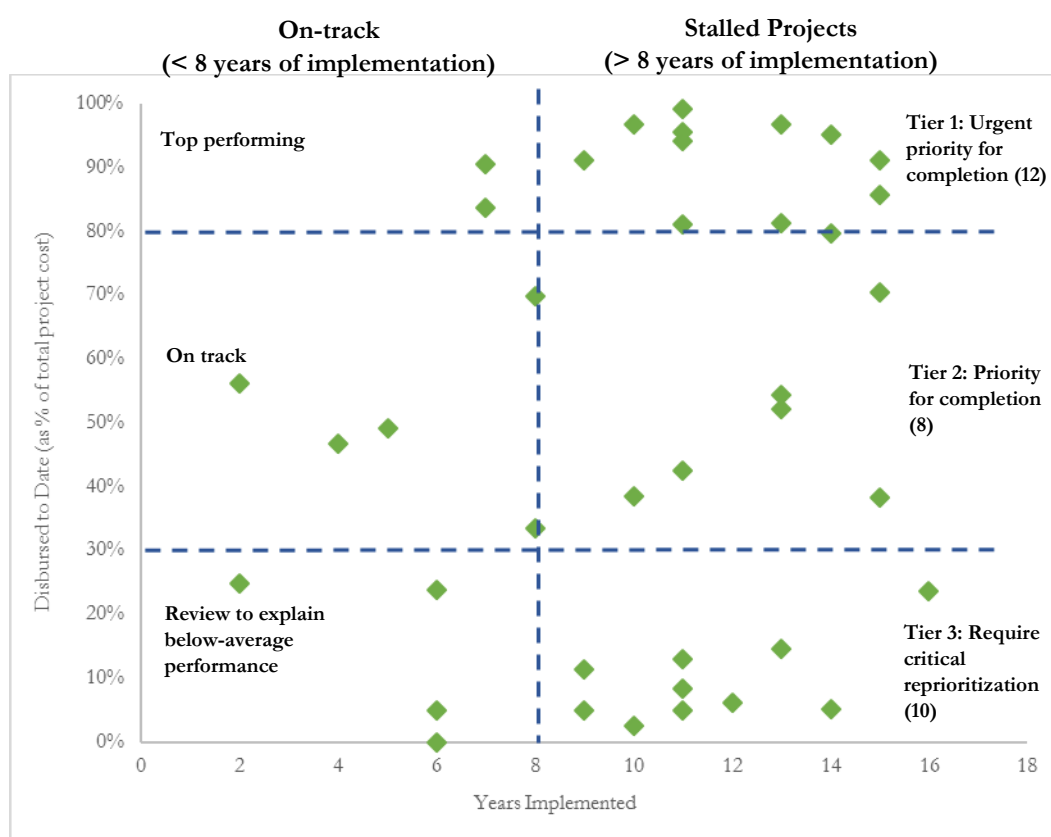 On-track
(< 8 years of implementation)
Stalled Projects
(> 8 years of implementation)
100%
90%
80%
70%
60%
50%
40%
30%
20%
10%
0%
Disbursed to Date (as % of total project cost)
Top performing
On track
Review to explain
below-average
performance
Tier 1: Urgent
priority for
completion (12)
Tier 2: Priority
for completion
(8)
Tier 3: Require
critical
reprioritization
(10)
0 2 4 6 8 10 12 14 16 18
Years Implemented